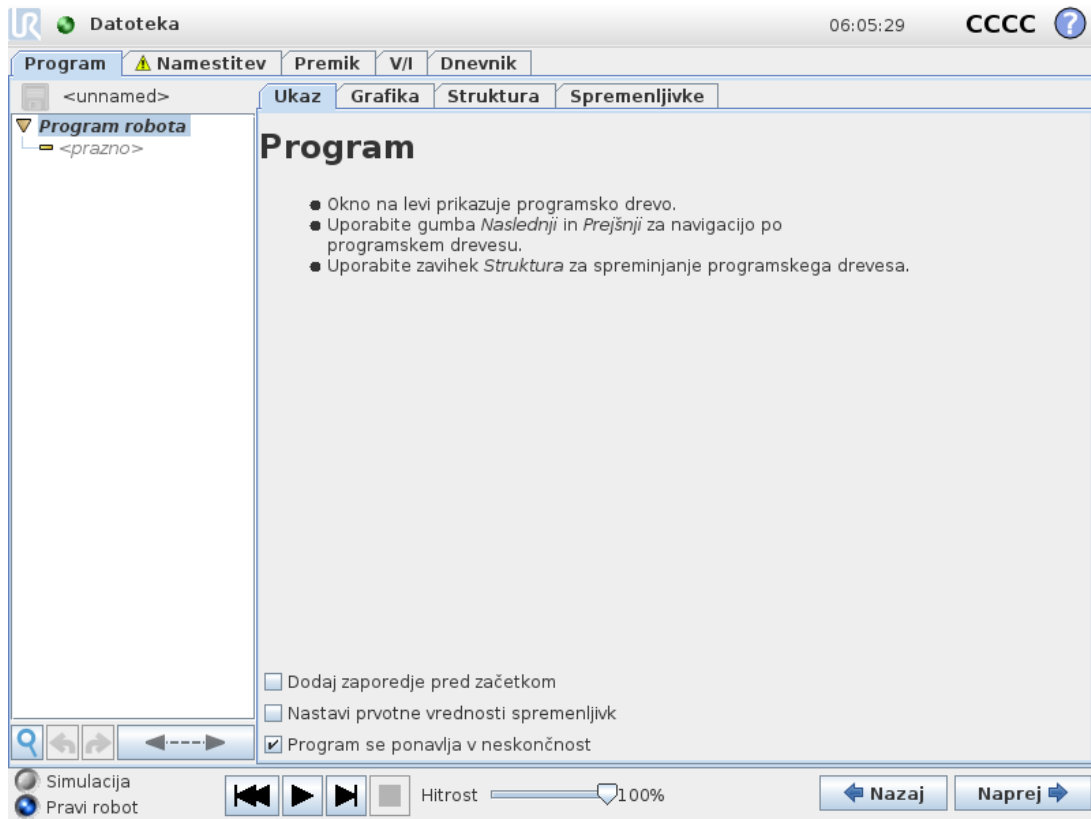 UR Datoteka 06:05:29 CCCC ?
Program Namestitev Premik V/I Dnevnik
<unnamed>
Ukaz Grafika Struktura Spremenljivke
Program robota
<prazno>
Program
Okno na levi prikazuje programsko drevo.
Uporabite gumba Naslednji in Prejšnji za navigacijo po
programskem drevesu.
Uporabite zavihek Struktura za spreminjanje programskega drevesa.
Dodaj zaporedje pred začetkom
Nastavi prvotne vrednosti spremenljivk
Program se ponavlja v neskončnost
Simulacija
Pravi robot
Hitrost 100%
Nazaj Naprej